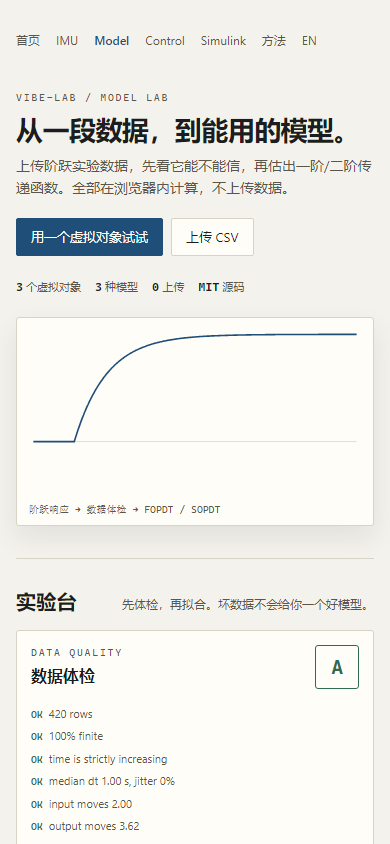 首页 IMU Model Control Simulink 方法 EN
VIBE-LAB / MODEL LAB
从一段数据，到能用的模型。
上传阶跃实验数据，先看它能不能信，再估出一阶/二阶传
递函数。全部在浏览器内计算，不上传数据。
用一个虚拟对象试试 上传 CSV
3 个虚拟对象 3 种模型 0 上传 MIT 源码
阶跃响应 → 数据体检 → FOPDT / SOPDT
实验台 先体检，再拟合。坏数据不会给你一个好模型。
DATA QUALITY
数据体检
A
OK 420 rows
OK 100% finite
OK time is strictly increasing
OK median dt 1.00 s, jitter 0%
OK input moves 2.00
OK output moves 3.62